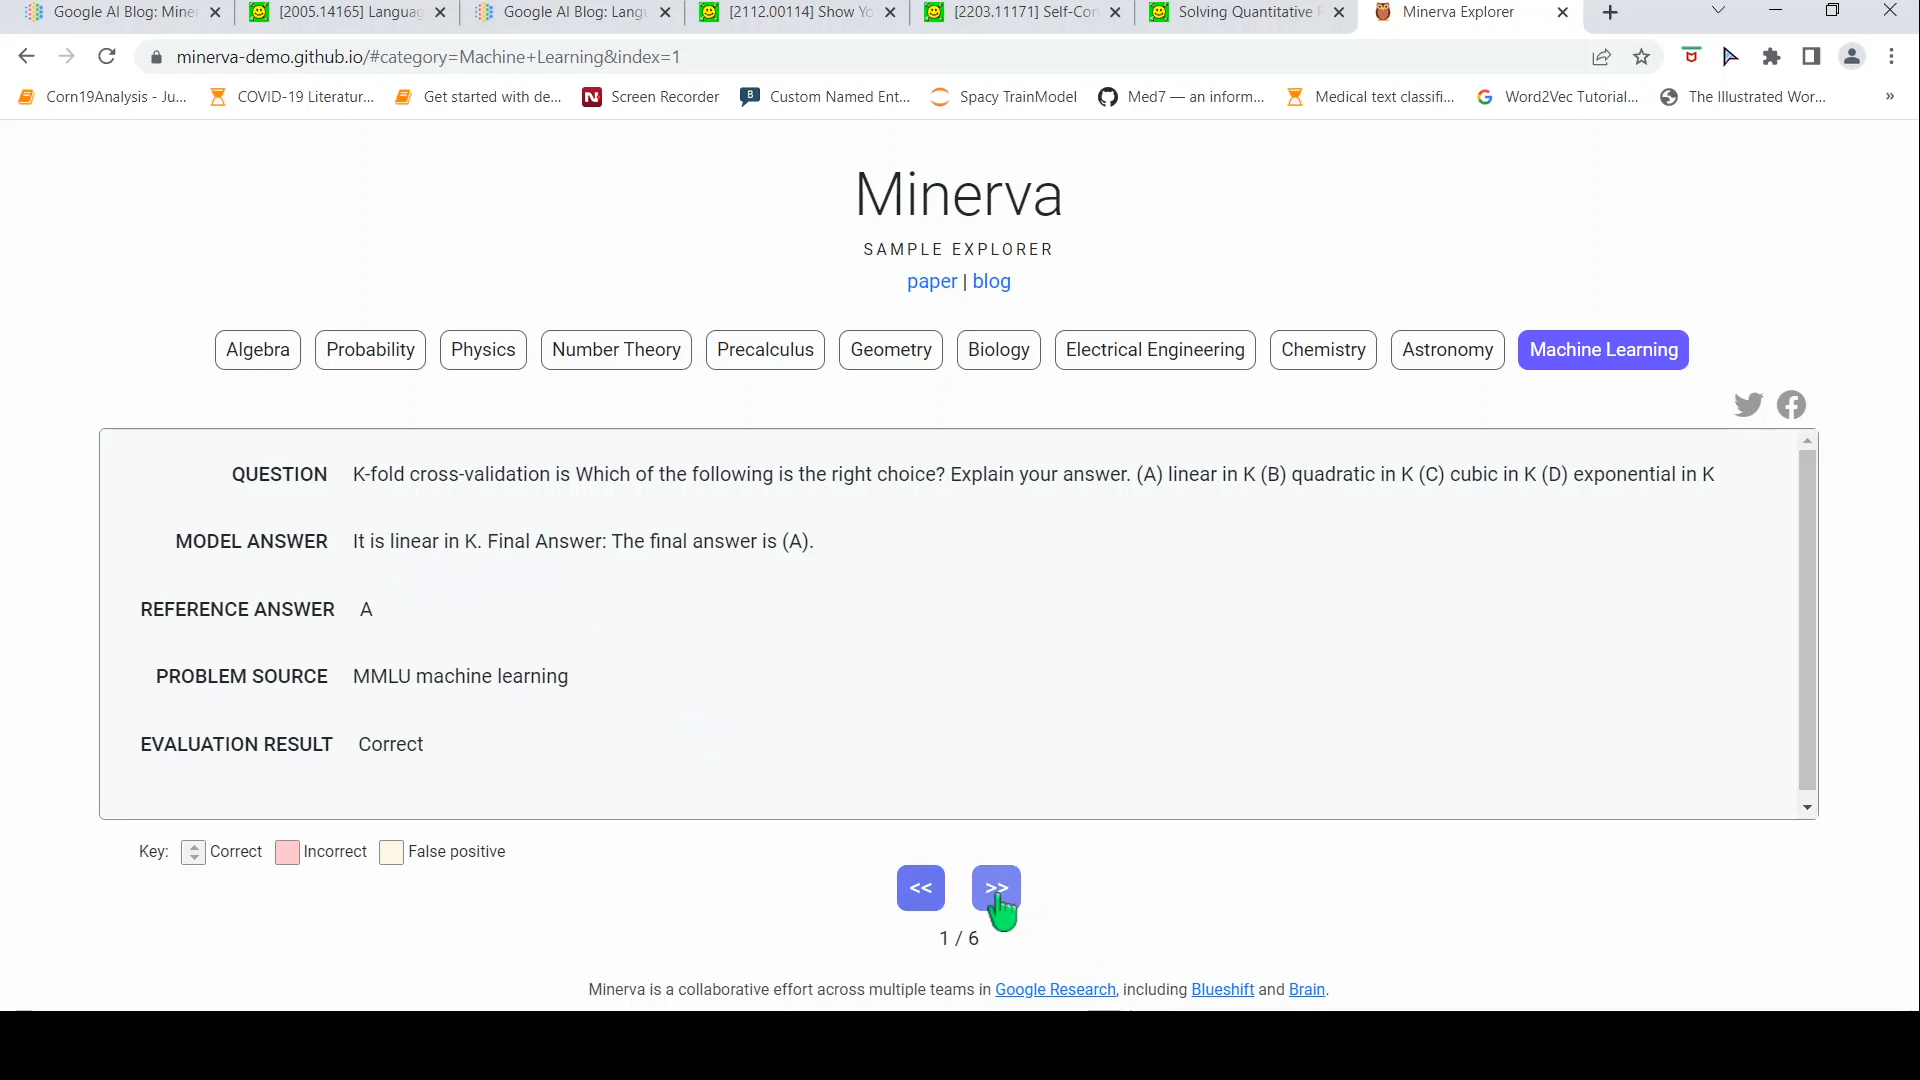 Google AI Blog: Miner
[2005.14165] Languag
Google AI Blog: Langu
[2112.00114] Show Yo
[2203.11171] Self-Con
Solving Quantitative R
Minerva Explorer
minerva-demo.github.io/#category=Machine+Learning&index=1
Corn19Analysis - Ju...
COVID-19 Literatur...
Get started with de...
Screen Recorder
Custom Named Ent...
Spacy TrainModel
Med7 — an inform...
Medical text classifi...
Word2Vec Tutorial...
The Illustrated Wor...
»
Minerva
SAMPLE EXPLORER
paper | blog
Algebra
Probability
Physics
Number Theory
Precalculus
Geometry
Biology
Electrical Engineering
Chemistry
Astronomy
Machine Learning
QUESTION K-fold cross-validation is Which of the following is the right choice? Explain your answer. (A) linear in K (B) quadratic in K (C) cubic in K (D) exponential in K
MODEL ANSWER It is linear in K. Final Answer: The final answer is (A).
REFERENCE ANSWER A
PROBLEM SOURCE MMLU machine learning
EVALUATION RESULT Correct
Key: Correct Incorrect False positive
<< >>
1 / 6
Minerva is a collaborative effort across multiple teams in Google Research, including Blueshift and Brain.